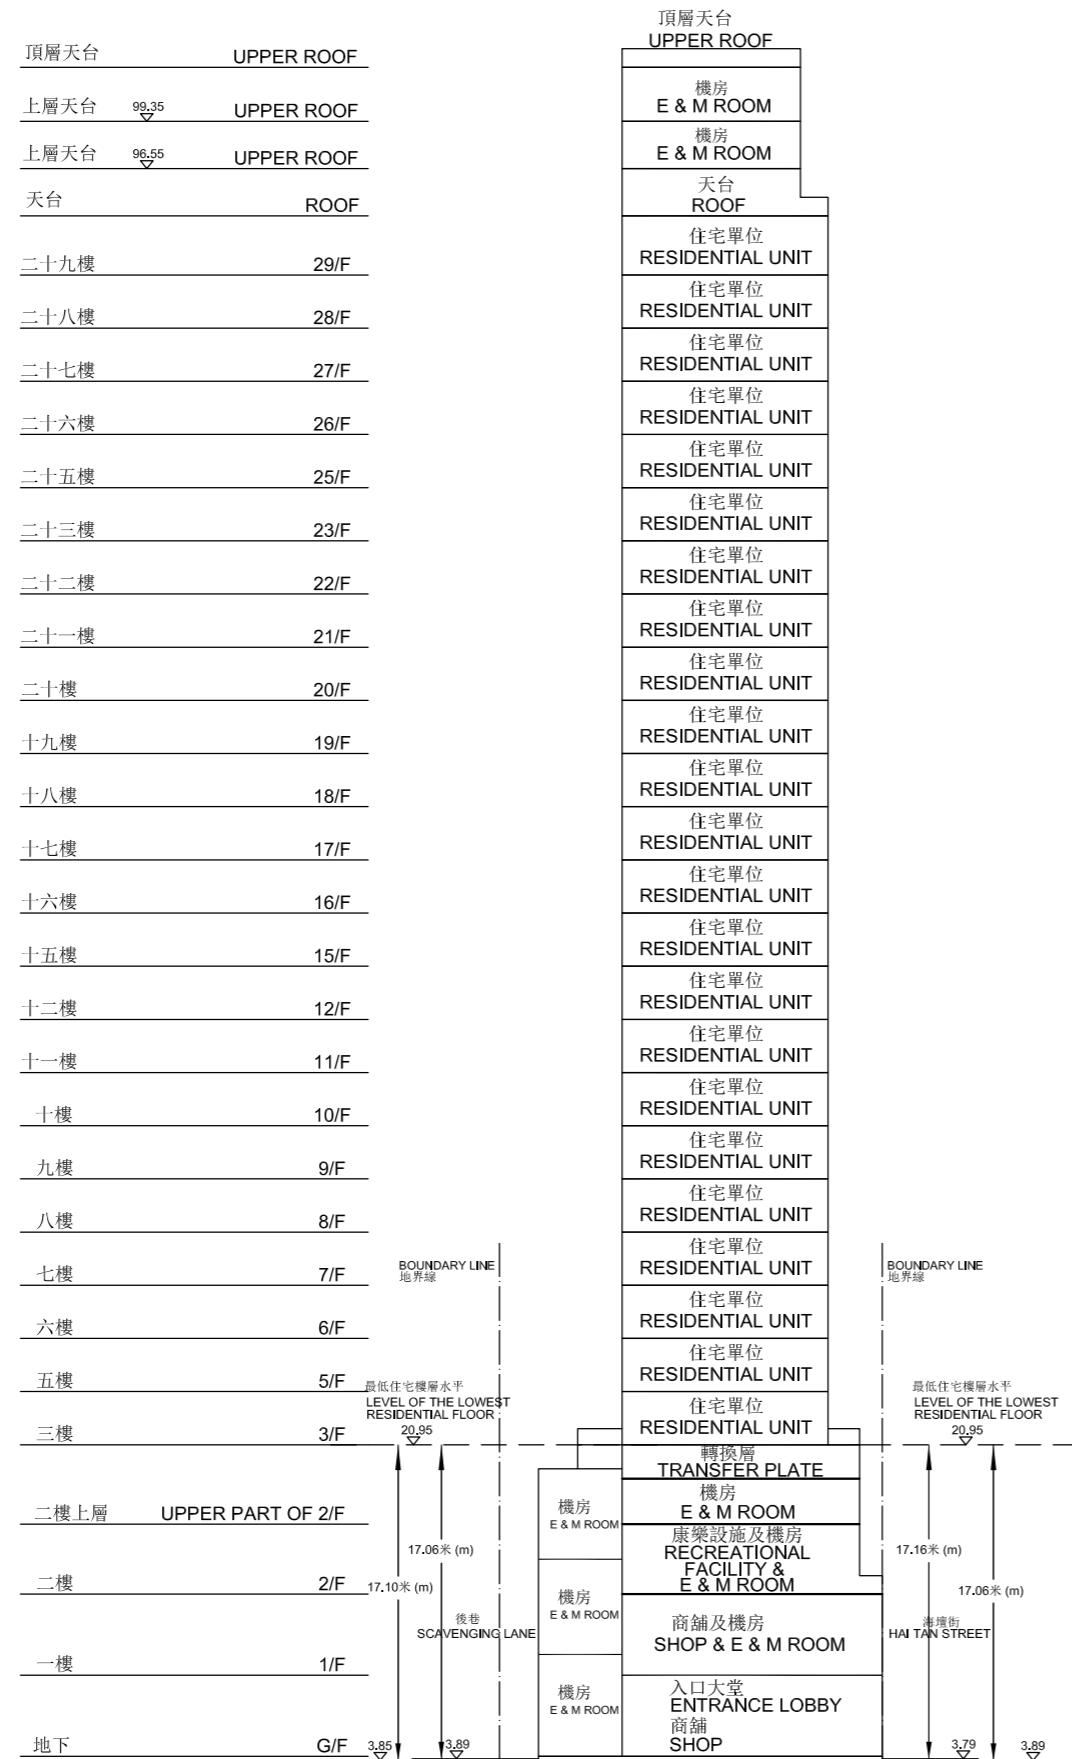 頂層天台
UPPER ROOF
頂層天台 UPPER ROOF
機房
E & M ROOM
上層天台 99.35 UPPER ROOF
機房
E & M ROOM
上層天台 96.55 UPPER ROOF
天台
ROOF
天台 ROOF
住宅單位
RESIDENTIAL UNIT
二十九樓 29/F
住宅單位
RESIDENTIAL UNIT
二十八樓 28/F
住宅單位
RESIDENTIAL UNIT
二十七樓 27/F
住宅單位
RESIDENTIAL UNIT
二十六樓 26/F
住宅單位
RESIDENTIAL UNIT
二十五樓 25/F
住宅單位
RESIDENTIAL UNIT
二十三樓 23/F
住宅單位
RESIDENTIAL UNIT
二十二樓 22/F
住宅單位
RESIDENTIAL UNIT
二十一樓 21/F
住宅單位
RESIDENTIAL UNIT
二十樓 20/F
住宅單位
RESIDENTIAL UNIT
十九樓 19/F
住宅單位
RESIDENTIAL UNIT
十八樓 18/F
住宅單位
RESIDENTIAL UNIT
十七樓 17/F
住宅單位
RESIDENTIAL UNIT
十六樓 16/F
住宅單位
RESIDENTIAL UNIT
十五樓 15/F
住宅單位
RESIDENTIAL UNIT
十二樓 12/F
住宅單位
RESIDENTIAL UNIT
十一樓 11/F
住宅單位
RESIDENTIAL UNIT
十樓 10/F
住宅單位
RESIDENTIAL UNIT
九樓 9/F
住宅單位
RESIDENTIAL UNIT
八樓 8/F
住宅單位
RESIDENTIAL UNIT
七樓 7/F
BOUNDARY LINE
地界線
BOUNDARY LINE
地界線
住宅單位
RESIDENTIAL UNIT
六樓 6/F
住宅單位
RESIDENTIAL UNIT
五樓 5/F
最低住宅樓層水平
LEVEL OF THE LOWEST
RESIDENTIAL FLOOR
20.95
住宅單位
RESIDENTIAL UNIT
最低住宅樓層水平
LEVEL OF THE LOWEST
RESIDENTIAL FLOOR
20.95
三樓 3/F
轉換層
TRANSFER PLATE
機房
E & M ROOM
機房
E & M ROOM
二樓上層 UPPER PART OF 2/F
康樂設施及機房
RECREATIONAL
FACILITY &
E & M ROOM
17.06米 (m)
17.16米 (m)
二樓 2/F
17.10米 (m)
17.06米 (m)
機房
E & M ROOM
後巷
SCAVENGING LANE
商舖及機房
SHOP & E & M ROOM
海壇街
HAI TAN STREET
一樓 1/F
機房
E & M ROOM
入口大堂
ENTRANCE LOBBY
商舖
SHOP
地下 G/F 3.85 3.89 3.79 3.89